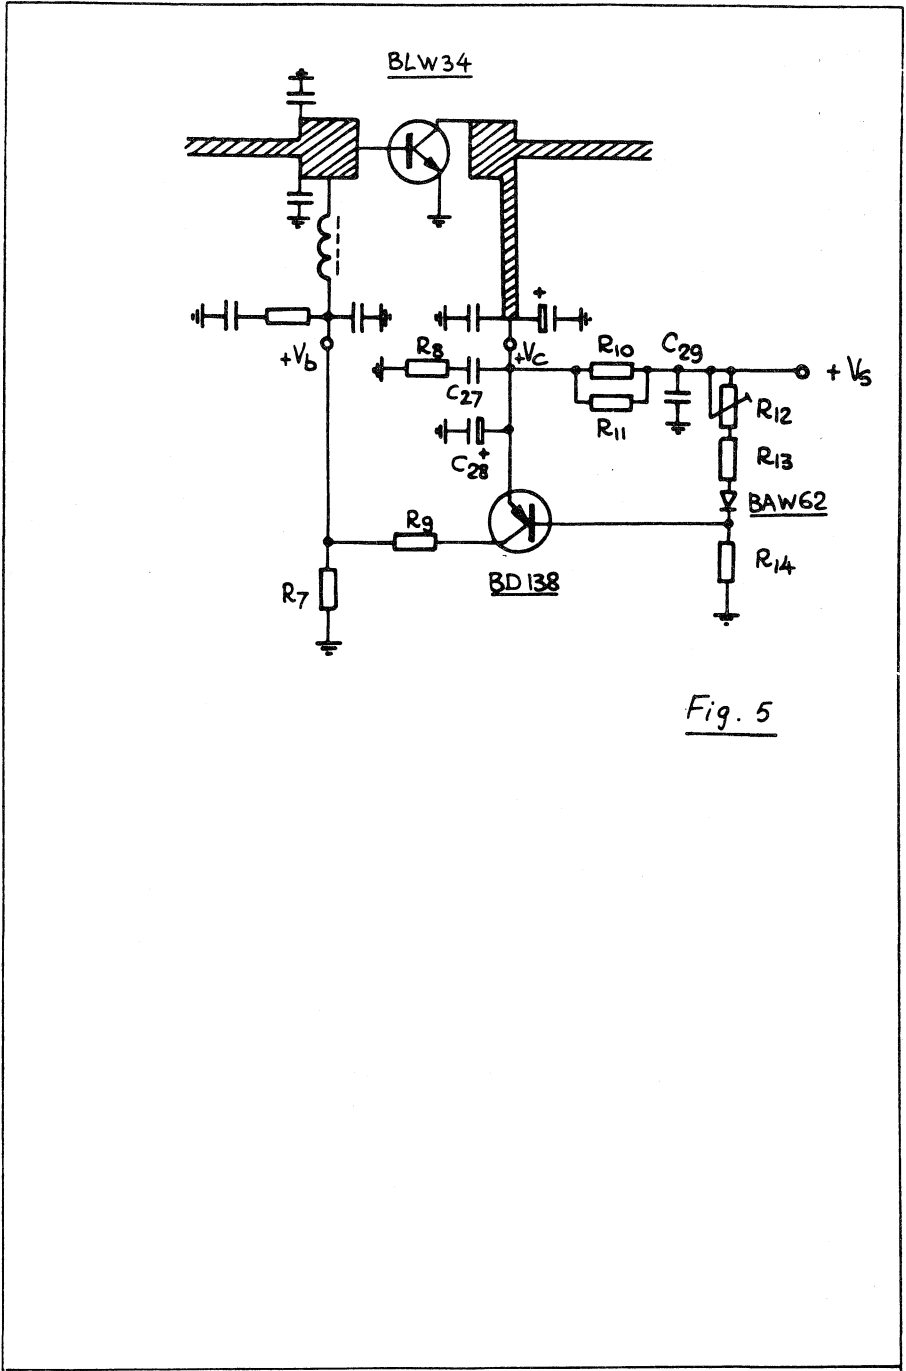 BLW34
+
+Vb
+Vc
R8
C27
R10
R11
C29
+ Vs
R12
R13
BAW62
C28
+
R9
BD138
R14
R7
Fig. 5